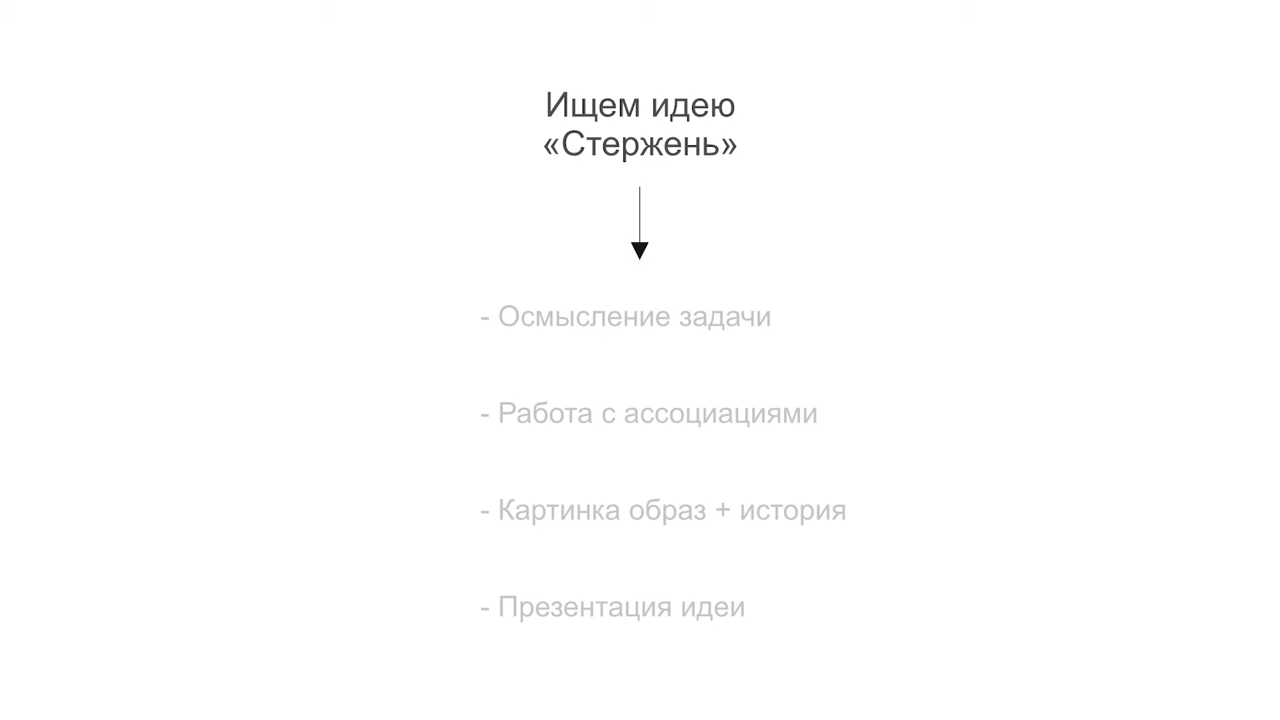 Ищем идею
«Стержень»
- Осмысление задачи
- Работа с ассоциациями
- Картинка образ + история
- Презентация идеи